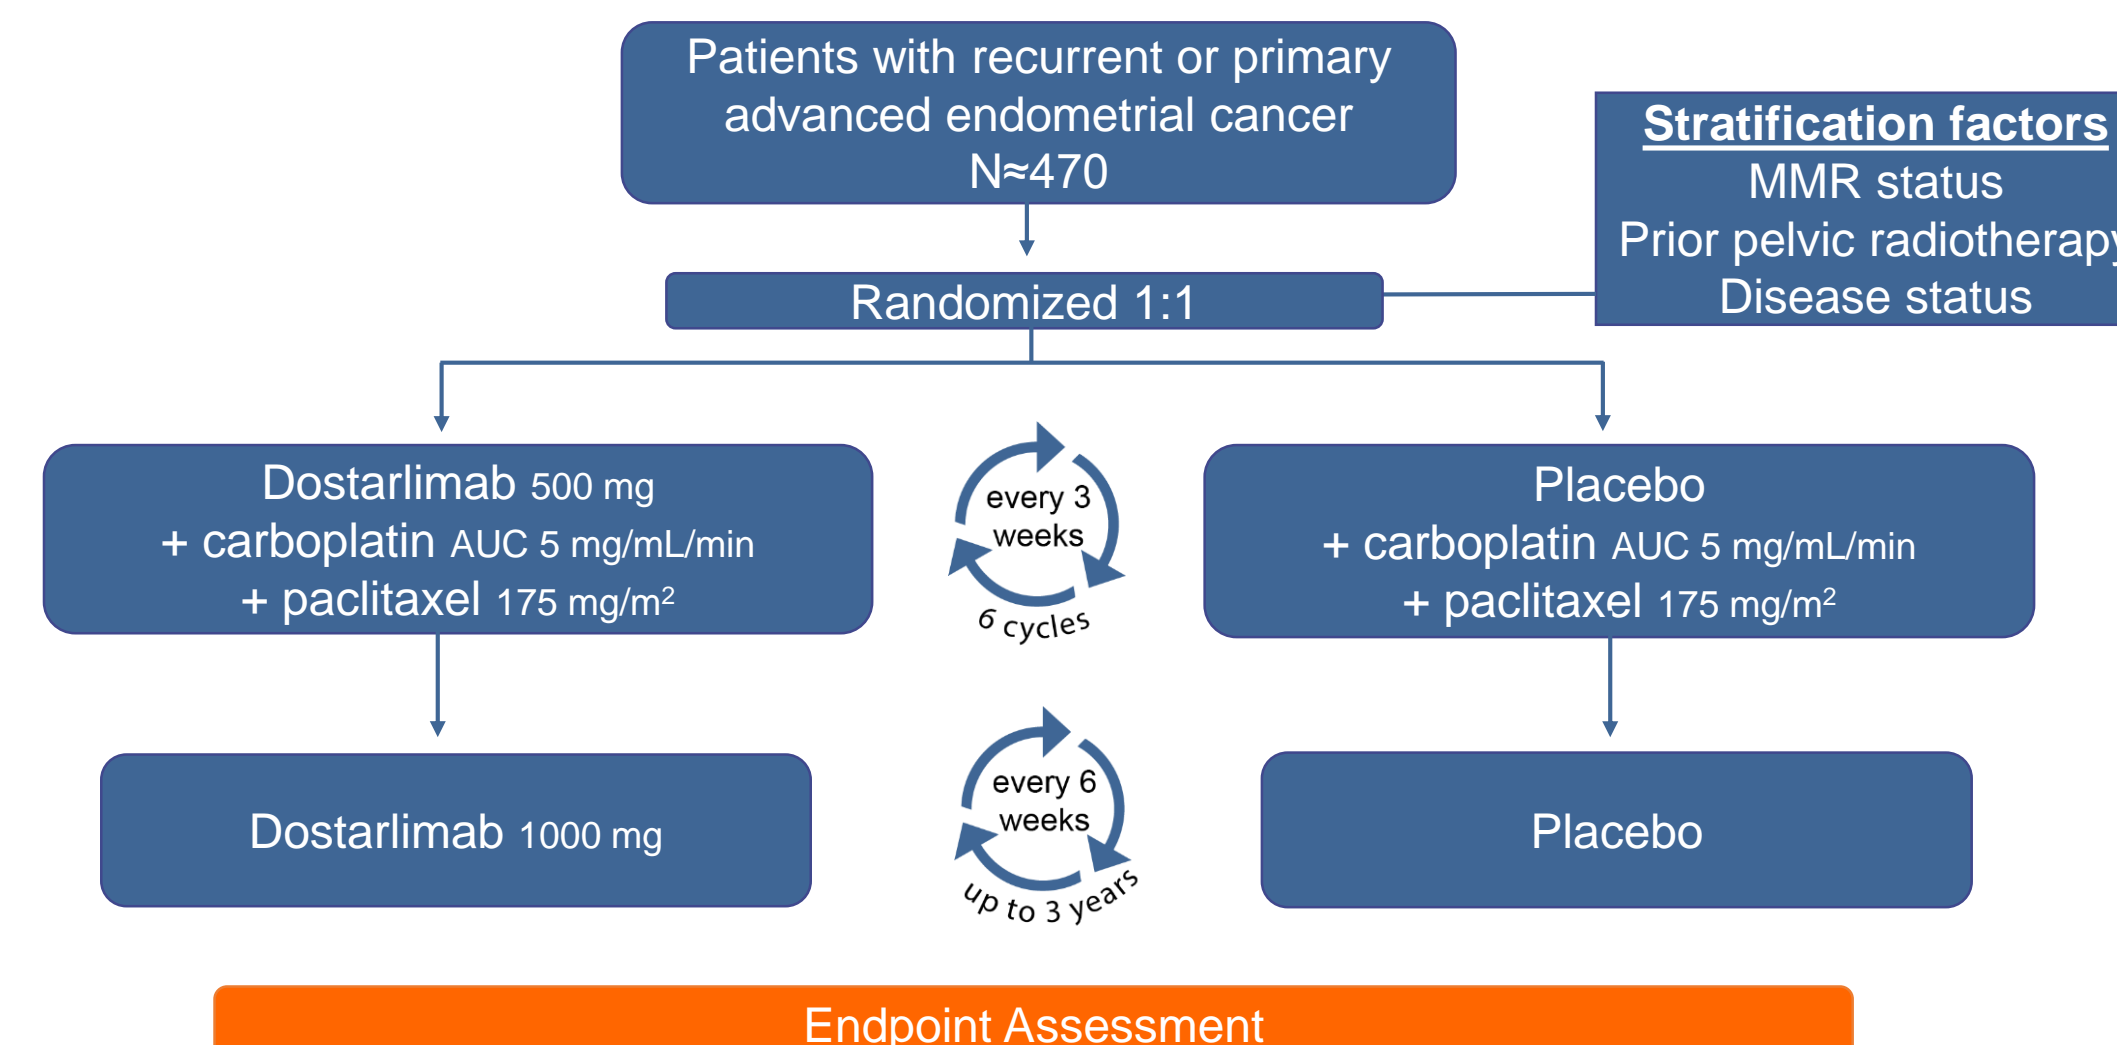 Patients with recurrent or primary
advanced endometrial cancer
N≈470
Stratification factors
MMR status
Prior pelvic radiotherapy
Disease status
Randomized 1:1
Dostarlimab 500 mg
+ carboplatin AUC 5 mg/mL/min
+ paclitaxel 175 mg/m²
every 3
weeks
6 cycles
Placebo
+ carboplatin AUC 5 mg/mL/min
+ paclitaxel 175 mg/m²
Dostarlimab 1000 mg
every 6
weeks
up to 3 years
Placebo
Endpoint Assessment